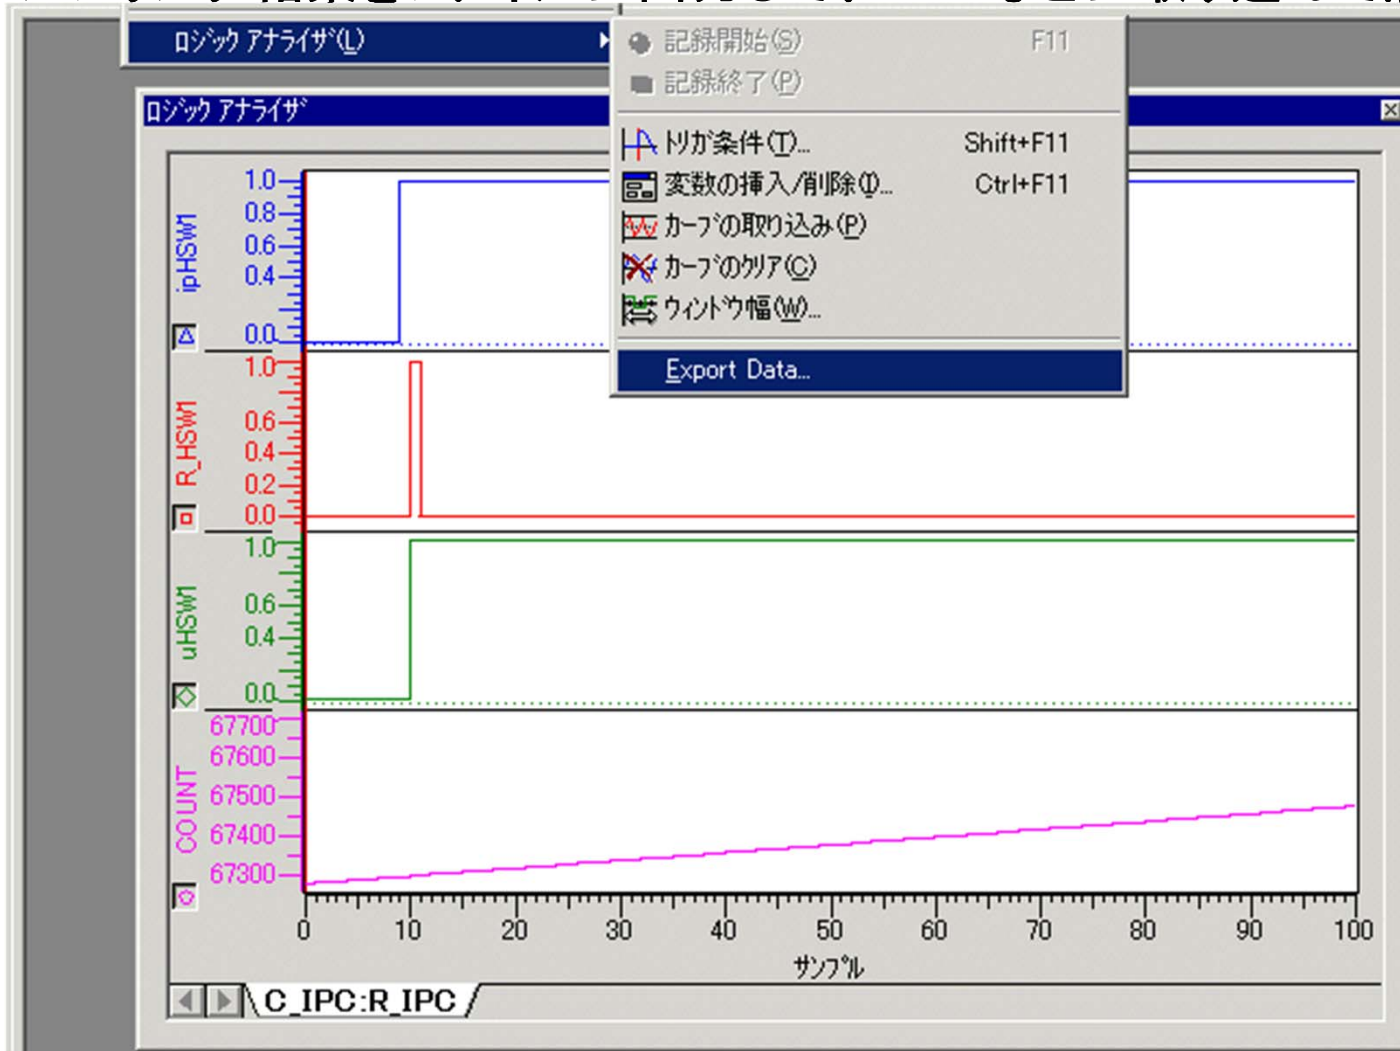 ﾛｼﾞｯｸ ｱﾅﾗｲｻﾞ(L)
記録開始(S) F11
記録終了(P)
ﾄﾘｶﾞ条件(T)... Shift+F11
変数の挿入/削除(I)... Ctrl+F11
ｶｰﾌﾞの取り込み(P)
ｶｰﾌﾞのｸﾘｱ(C)
ｳｨﾝﾄﾞｳ幅(W)...
Export Data...
ﾛｼﾞｯｸ ｱﾅﾗｲｻﾞ
ipHSW1
1.0
0.8
0.6
0.4
0.0
R_HSW1
1.0
0.6
0.4
0.2
0.0
uHSW1
1.0
0.6
0.4
0.0
COUNT
67700
67600
67500
67400
67300
0 10 20 30 40 50 60 70 80 90 100
ｻﾝﾌﾟﾙ
C_IPC:R_IPC